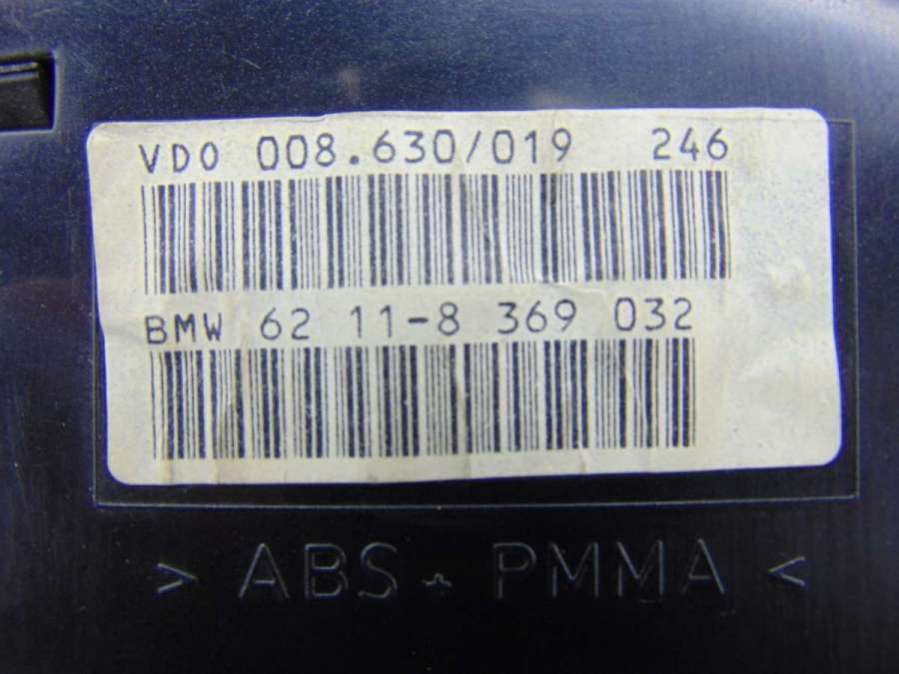 VDO 008.630/019 246
BMW 62 11-8 369 032
> ABS + PMMA <